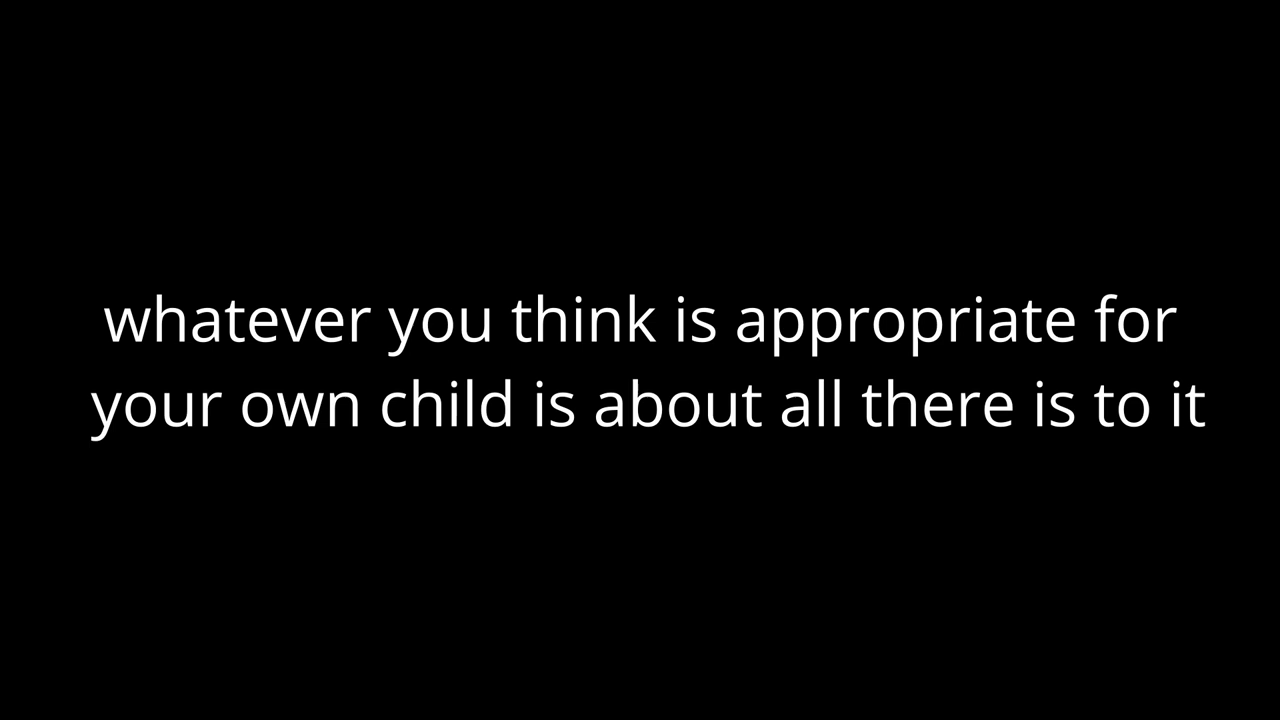 whatever you think is appropriate for
your own child is about all there is to it